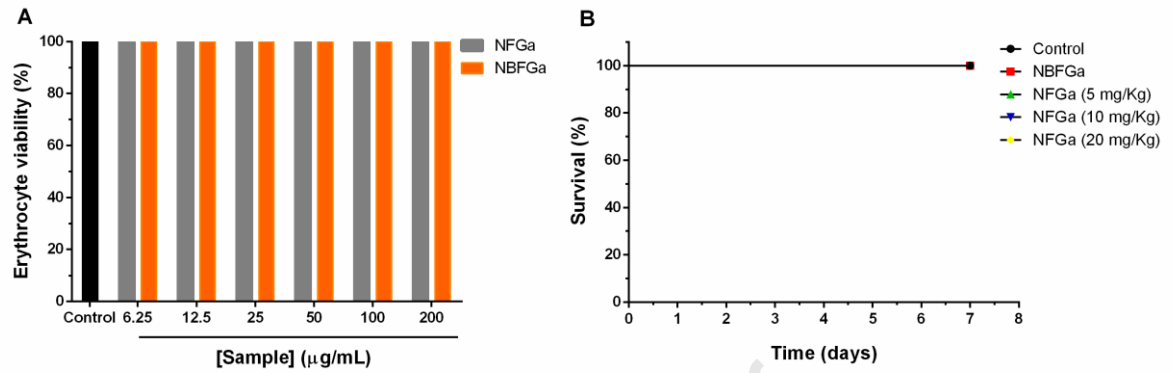 A
Erythrocyte viability (%)
100
80
60
40
20
0
Control 6.25 12.5 25 50 100 200
[Sample] (μg/mL)
NFGa
NBFGa
B
Survival (%)
100
80
60
40
20
0
0 1 2 3 4 5 6 7 8
Time (days)
Control
NBFGa
NFGa (5 mg/Kg)
NFGa (10 mg/Kg)
NFGa (20 mg/Kg)